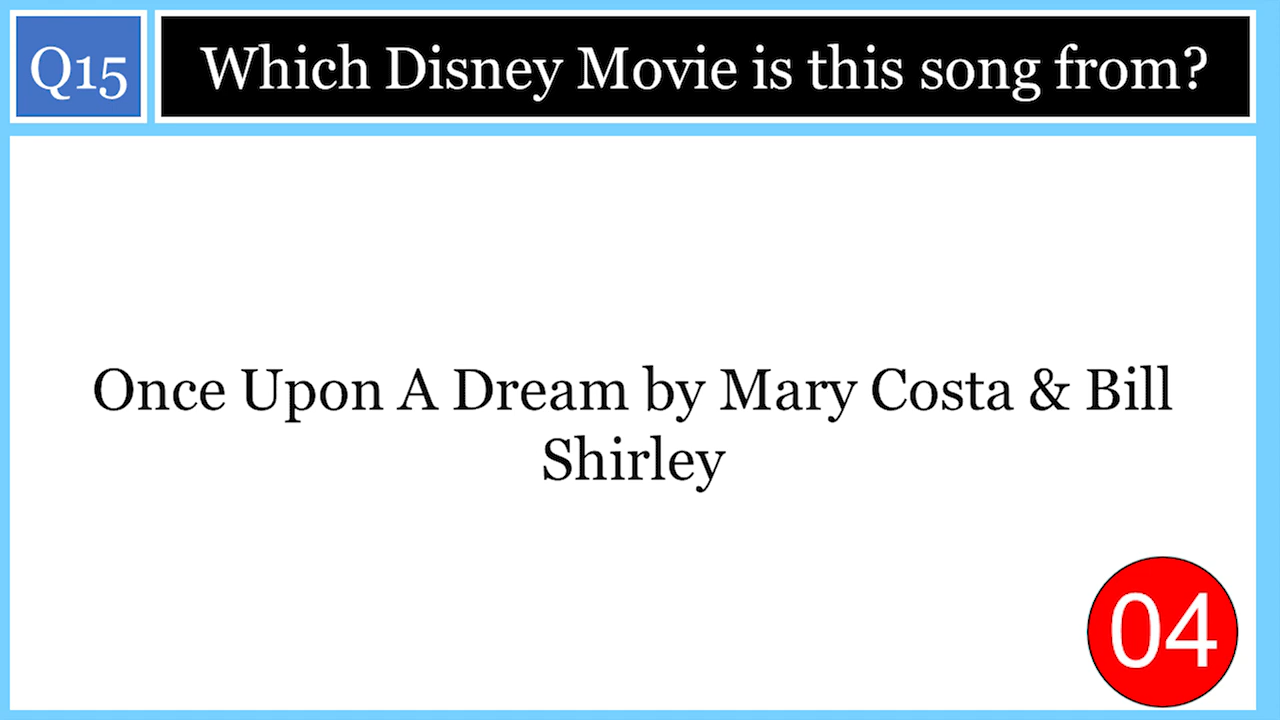 Q15
Which Disney Movie is this song from?
Once Upon A Dream by Mary Costa & Bill
Shirley
04